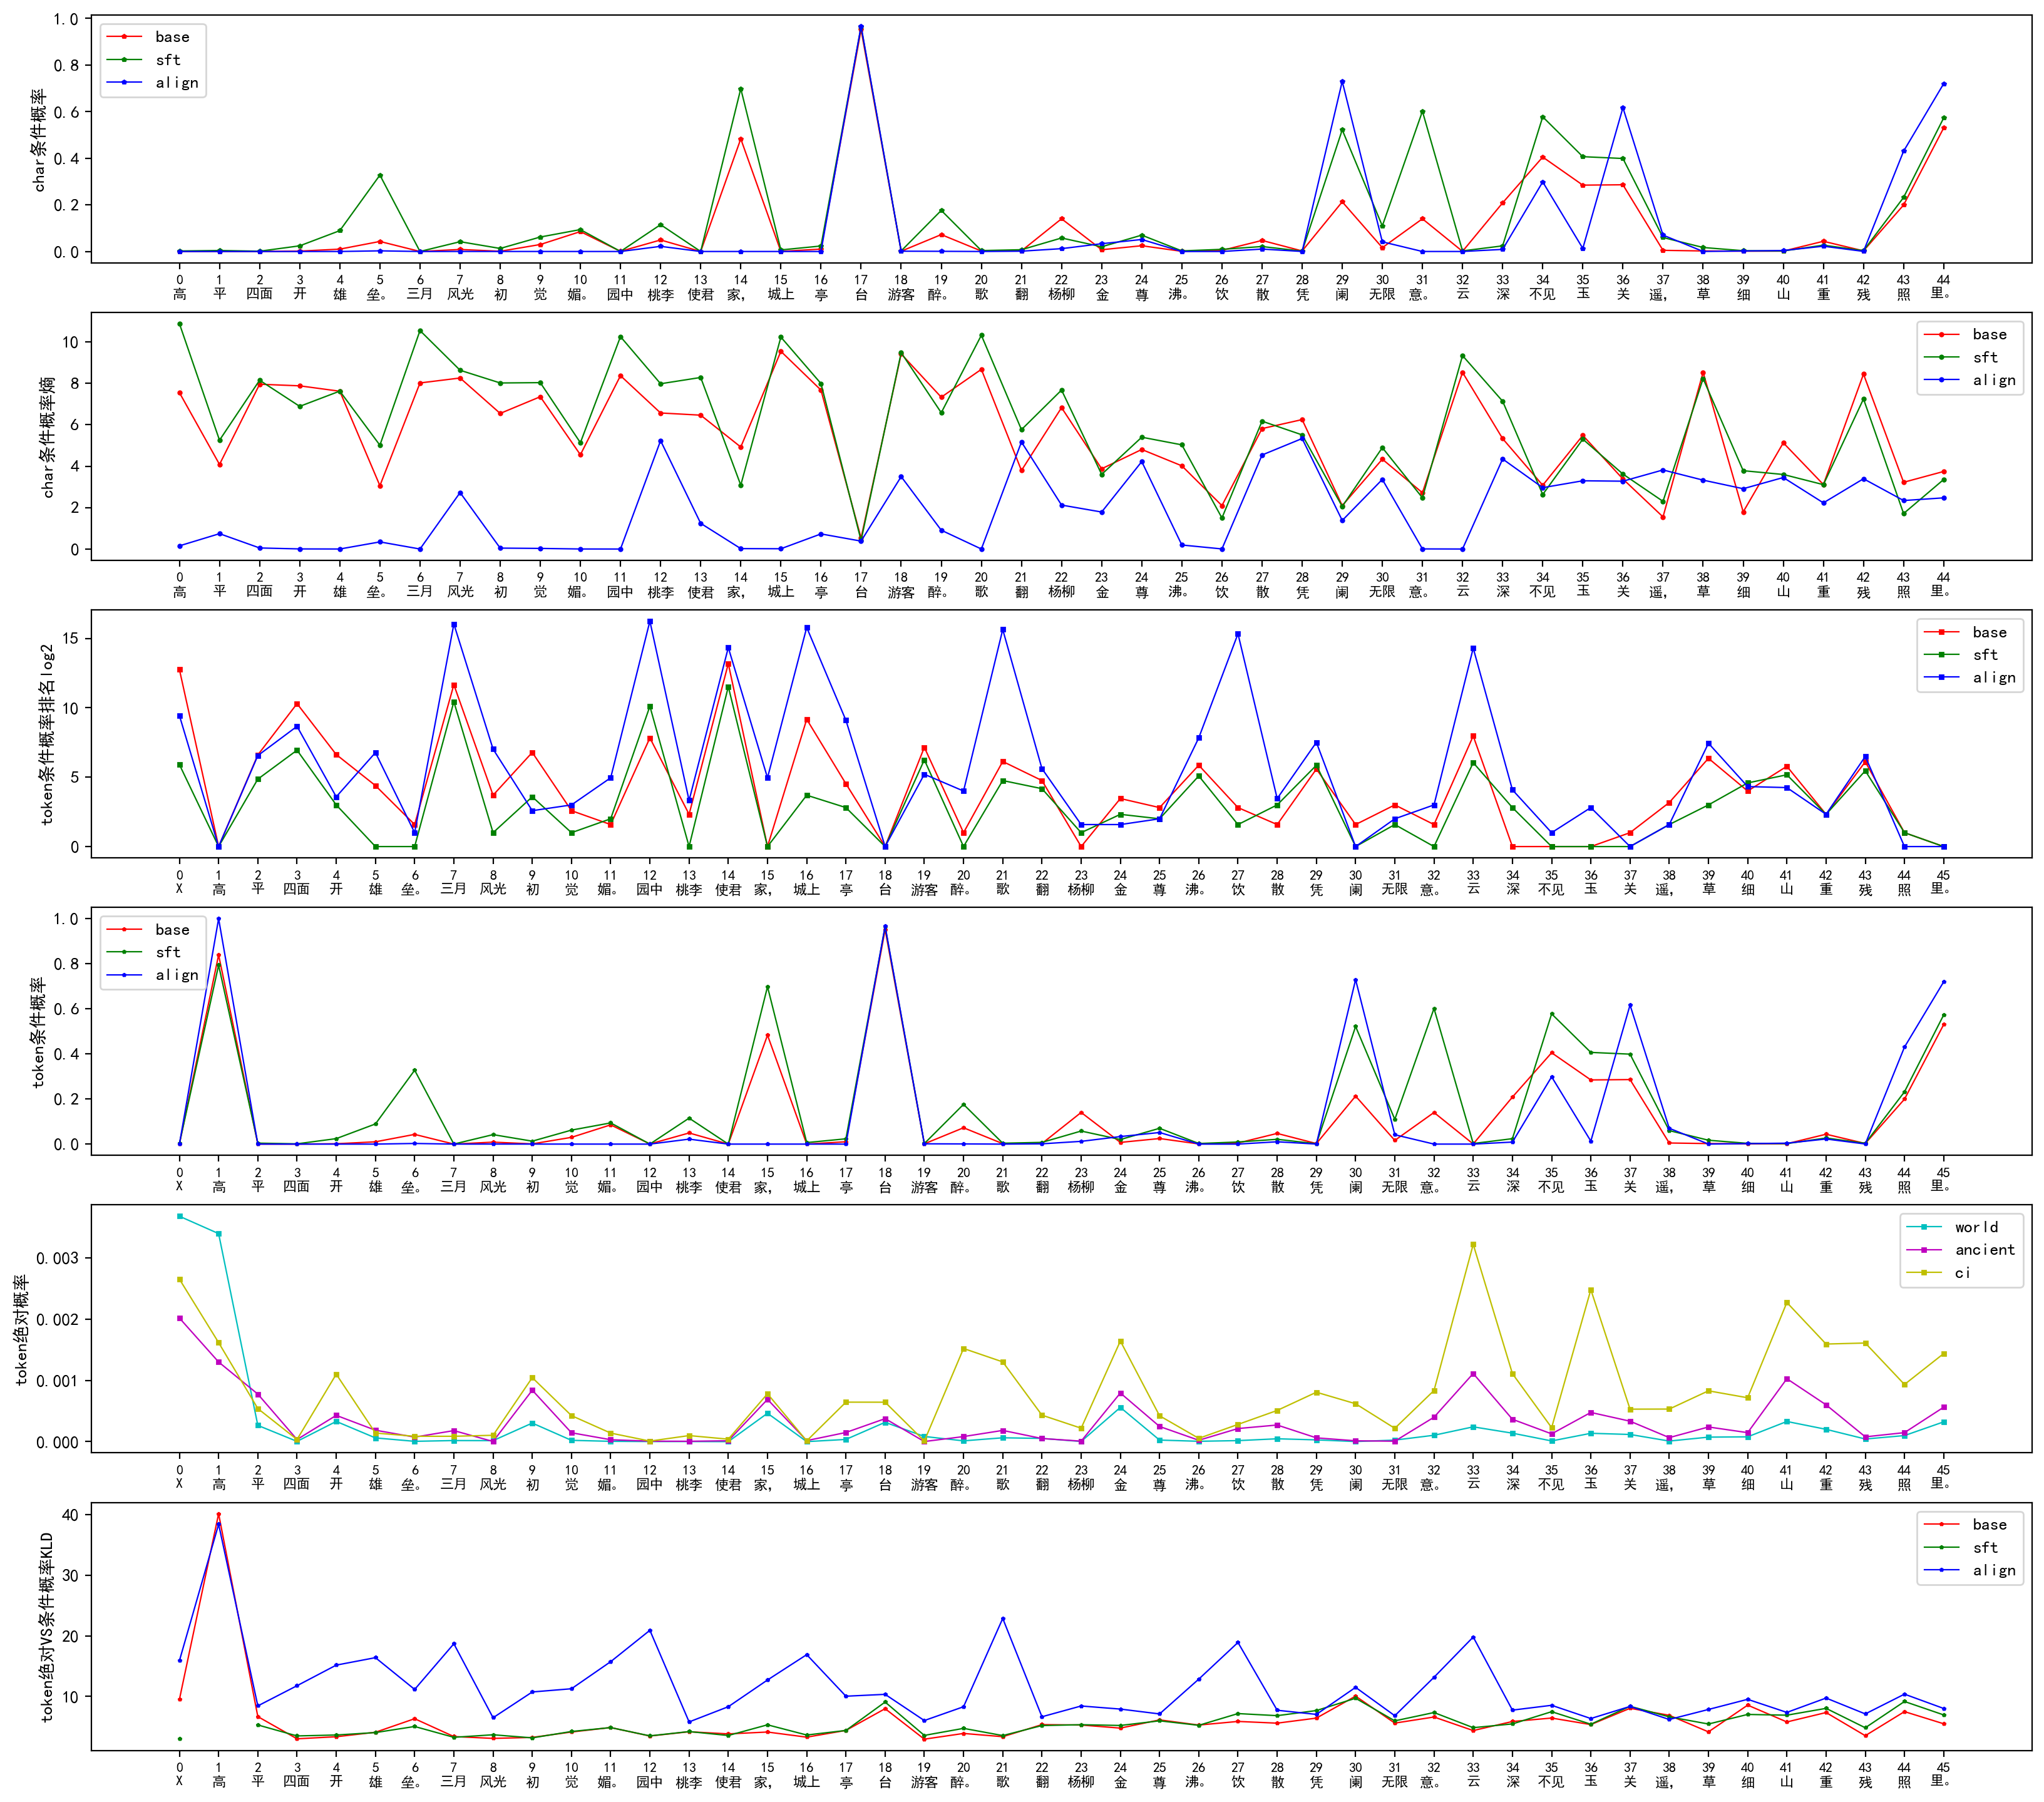 char条件概率
1.0
0.8
0.6
0.4
0.2
0.0
base
sft
align
0 1 2 3 4 5 6 7 8 9 10 11 12 13 14 15 16 17 18 19 20 21 22 23 24 25 26 27 28 29 30 31 32 33 34 35 36 37 38 39 40 41 42 43 44
高 平 四面 开 雄 垒。 三月 风光 初 觉 媚。 园中 桃李 使君 家, 城上 亭 台 游客 醉。 歌 翻 杨柳 金 尊 沸。 饮 散 凭 阑 无限 意。 云 深 不见 玉 关 遥, 草 细 山 重 残 照 里。
char条件概率熵
10
8
6
4
2
0
base
sft
align
0 1 2 3 4 5 6 7 8 9 10 11 12 13 14 15 16 17 18 19 20 21 22 23 24 25 26 27 28 29 30 31 32 33 34 35 36 37 38 39 40 41 42 43 44
高 平 四面 开 雄 垒。 三月 风光 初 觉 媚。 园中 桃李 使君 家, 城上 亭 台 游客 醉。 歌 翻 杨柳 金 尊 沸。 饮 散 凭 阑 无限 意。 云 深 不见 玉 关 遥, 草 细 山 重 残 照 里。
token条件概率排名log2
15
10
5
0
base
sft
align
0 1 2 3 4 5 6 7 8 9 10 11 12 13 14 15 16 17 18 19 20 21 22 23 24 25 26 27 28 29 30 31 32 33 34 35 36 37 38 39 40 41 42 43 44 45
X 高 平 四面 开 雄 垒。 三月 风光 初 觉 媚。 园中 桃李 使君 家, 城上 亭 台 游客 醉。 歌 翻 杨柳 金 尊 沸。 饮 散 凭 阑 无限 意。 云 深 不见 玉 关 遥, 草 细 山 重 残 照 里。
token条件概率
1.0
0.8
0.6
0.4
0.2
0.0
base
sft
align
0 1 2 3 4 5 6 7 8 9 10 11 12 13 14 15 16 17 18 19 20 21 22 23 24 25 26 27 28 29 30 31 32 33 34 35 36 37 38 39 40 41 42 43 44 45
X 高 平 四面 开 雄 垒。 三月 风光 初 觉 媚。 园中 桃李 使君 家, 城上 亭 台 游客 醉。 歌 翻 杨柳 金 尊 沸。 饮 散 凭 阑 无限 意。 云 深 不见 玉 关 遥, 草 细 山 重 残 照 里。
token绝对概率
0.003
0.002
0.001
0.000
world
ancient
ci
0 1 2 3 4 5 6 7 8 9 10 11 12 13 14 15 16 17 18 19 20 21 22 23 24 25 26 27 28 29 30 31 32 33 34 35 36 37 38 39 40 41 42 43 44 45
X 高 平 四面 开 雄 垒。 三月 风光 初 觉 媚。 园中 桃李 使君 家, 城上 亭 台 游客 醉。 歌 翻 杨柳 金 尊 沸。 饮 散 凭 阑 无限 意。 云 深 不见 玉 关 遥, 草 细 山 重 残 照 里。
token绝对VS条件概率KLD
40
30
20
10
base
sft
align
0 1 2 3 4 5 6 7 8 9 10 11 12 13 14 15 16 17 18 19 20 21 22 23 24 25 26 27 28 29 30 31 32 33 34 35 36 37 38 39 40 41 42 43 44 45
X 高 平 四面 开 雄 垒。 三月 风光 初 觉 媚。 园中 桃李 使君 家, 城上 亭 台 游客 醉。 歌 翻 杨柳 金 尊 沸。 饮 散 凭 阑 无限 意。 云 深 不见 玉 关 遥, 草 细 山 重 残 照 里。